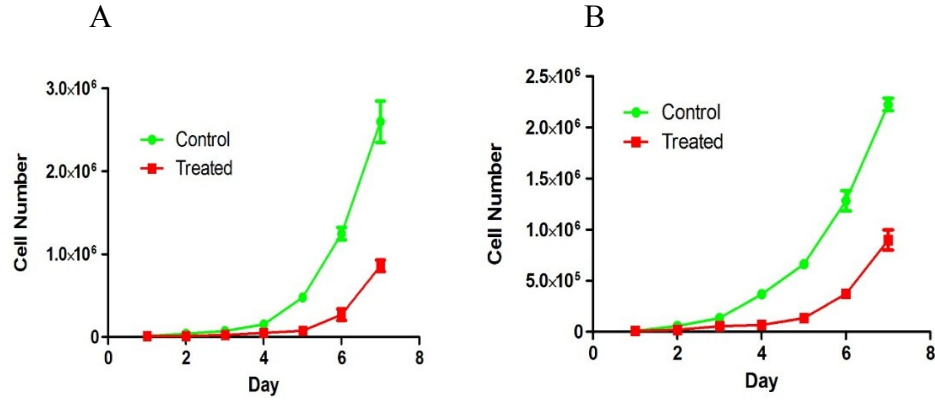 A
Cell Number
3.0×10⁶
2.0×10⁶
1.0×10⁶
0
Control
Treated
0 2 4 6 8
Day
B
Cell Number
2.5×10⁶
2.0×10⁶
1.5×10⁶
1.0×10⁶
5.0×10⁵
0
Control
Treated
0 2 4 6 8
Day